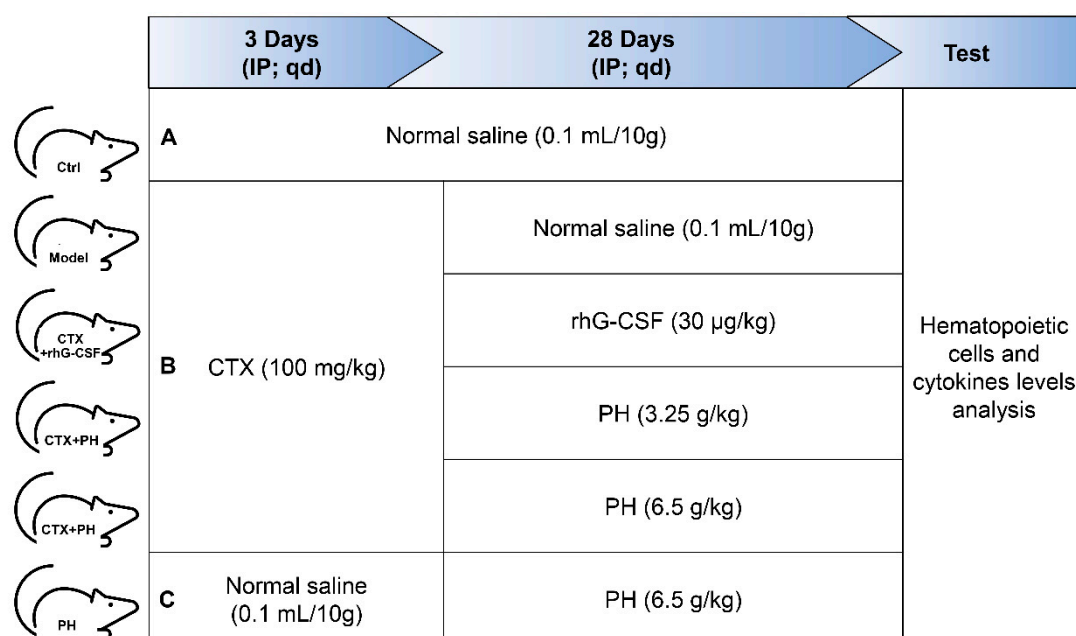 3 Days
(IP; qd)
28 Days
(IP; qd)
Test
Ctrl
A
Normal saline (0.1 mL/10g)
Model
CTX
+rhG-CSF
CTX+PH
CTX+PH
B
CTX (100 mg/kg)
Normal saline (0.1 mL/10g)
rhG-CSF (30 µg/kg)
PH (3.25 g/kg)
PH (6.5 g/kg)
PH
C
Normal saline
(0.1 mL/10g)
PH (6.5 g/kg)
Hematopoietic
cells and
cytokines levels
analysis